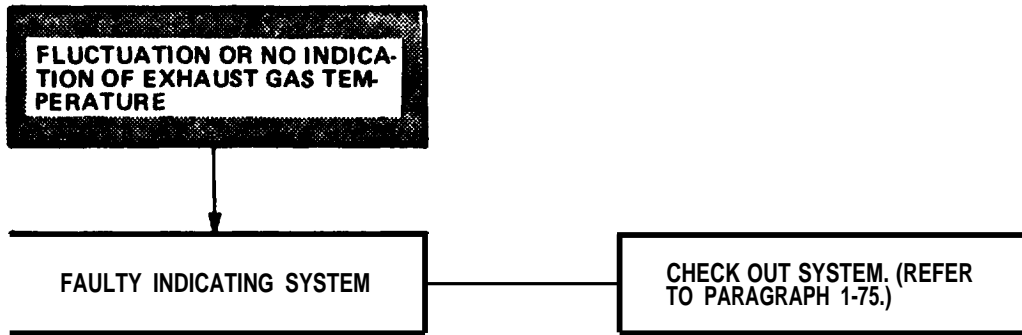 FLUCTUATION OR NO INDICA-
TION OF EXHAUST GAS TEM-
PERATURE
FAULTY INDICATING SYSTEM
CHECK OUT SYSTEM. (REFER
TO PARAGRAPH 1-75.)